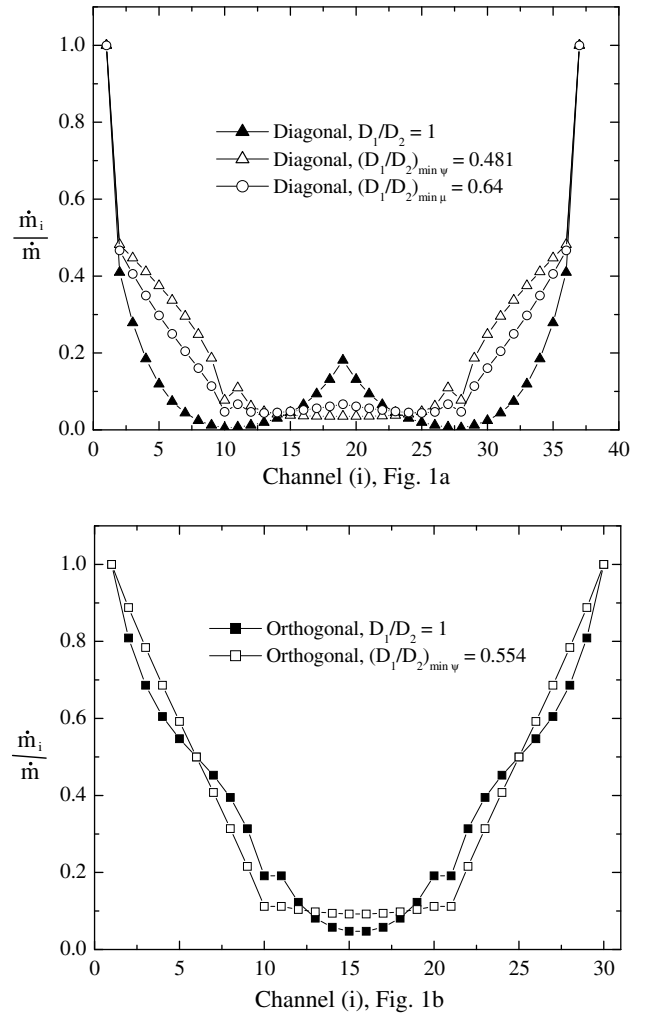 1.0
0.8
0.6
0.4
0.2
0.0
ṁ i
ṁ
Diagonal, D1/D2 = 1
Diagonal, (D1/D2)min ψ = 0.481
Diagonal, (D1/D2)min μ = 0.64
0 5 10 15 20 25 30 35 40
Channel (i), Fig. 1a
1.0
0.8
0.6
0.4
0.2
0.0
ṁ i
ṁ
Orthogonal, D1/D2 = 1
Orthogonal, (D1/D2)min ψ = 0.554
0 5 10 15 20 25 30
Channel (i), Fig. 1b